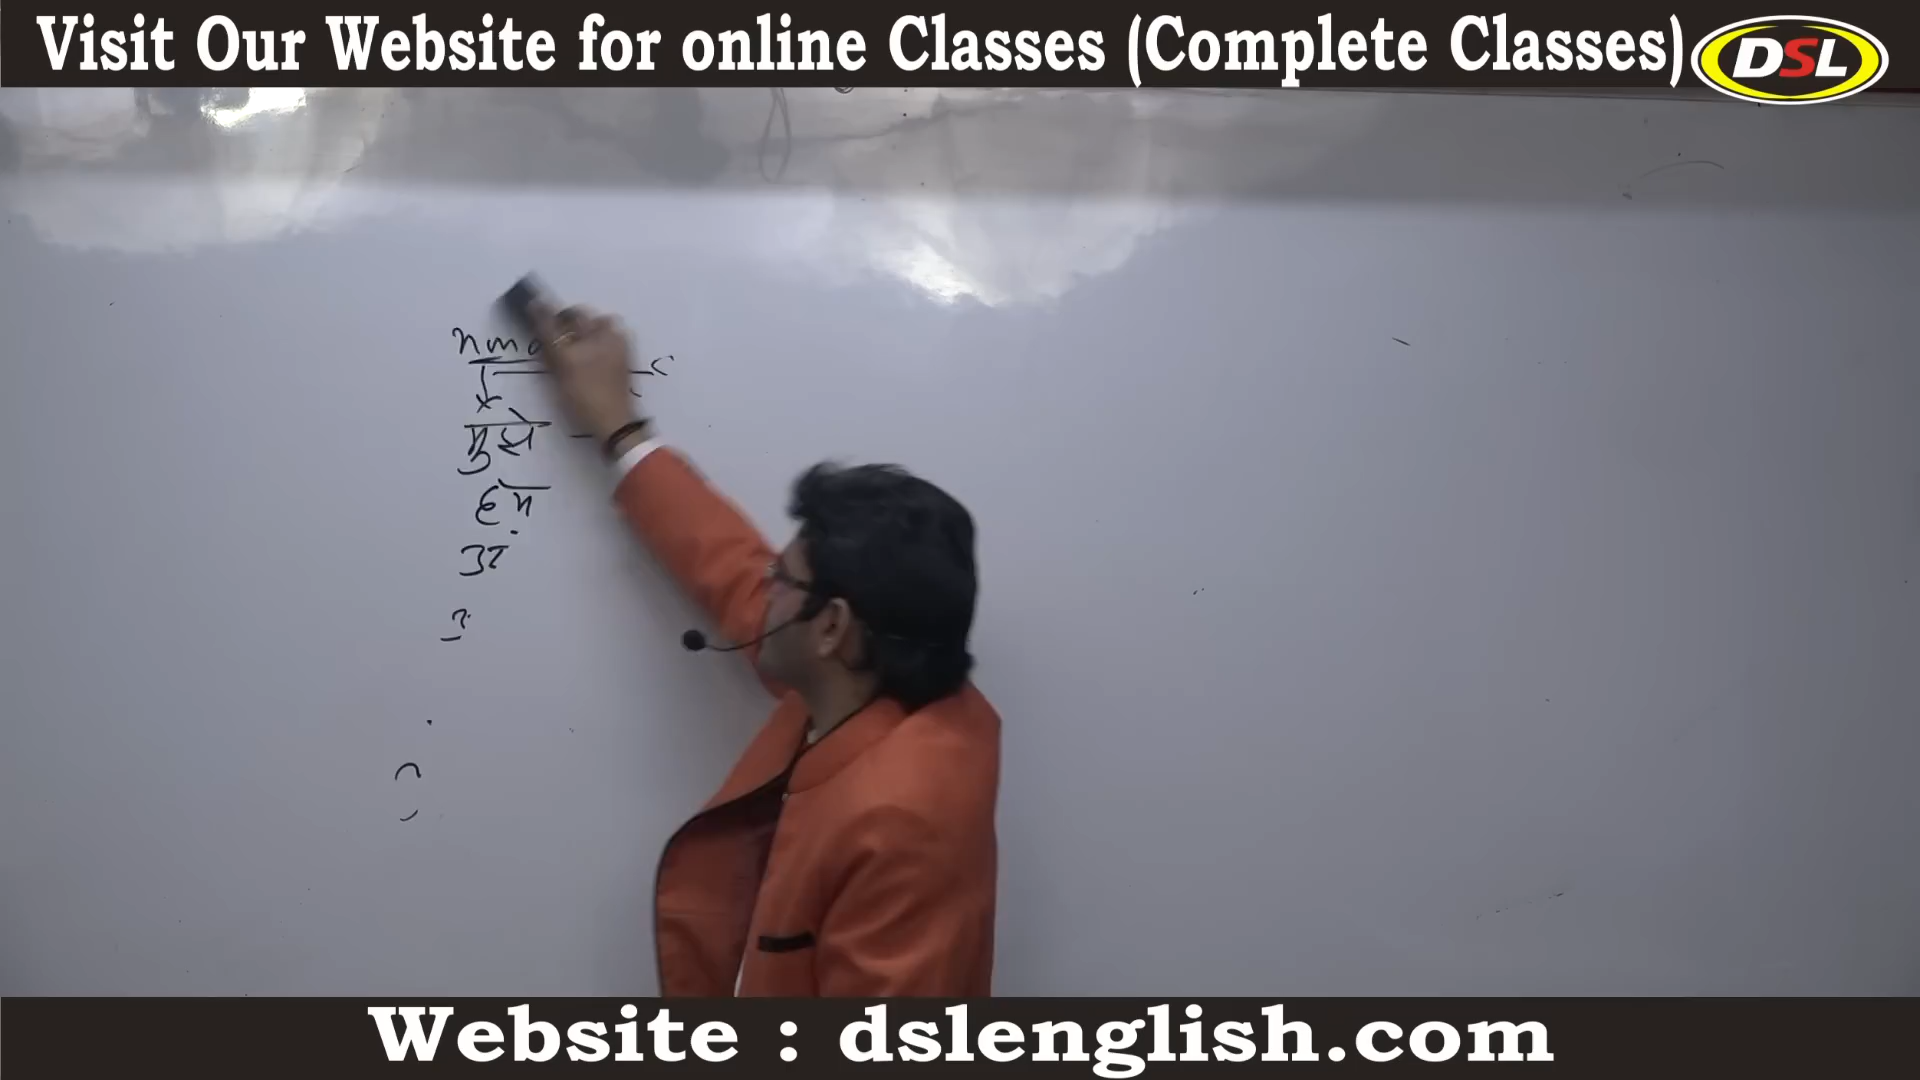 Visit Our Website for online Classes (Complete Classes)
DSL
मुझे
हम
Website : dslenglish.com